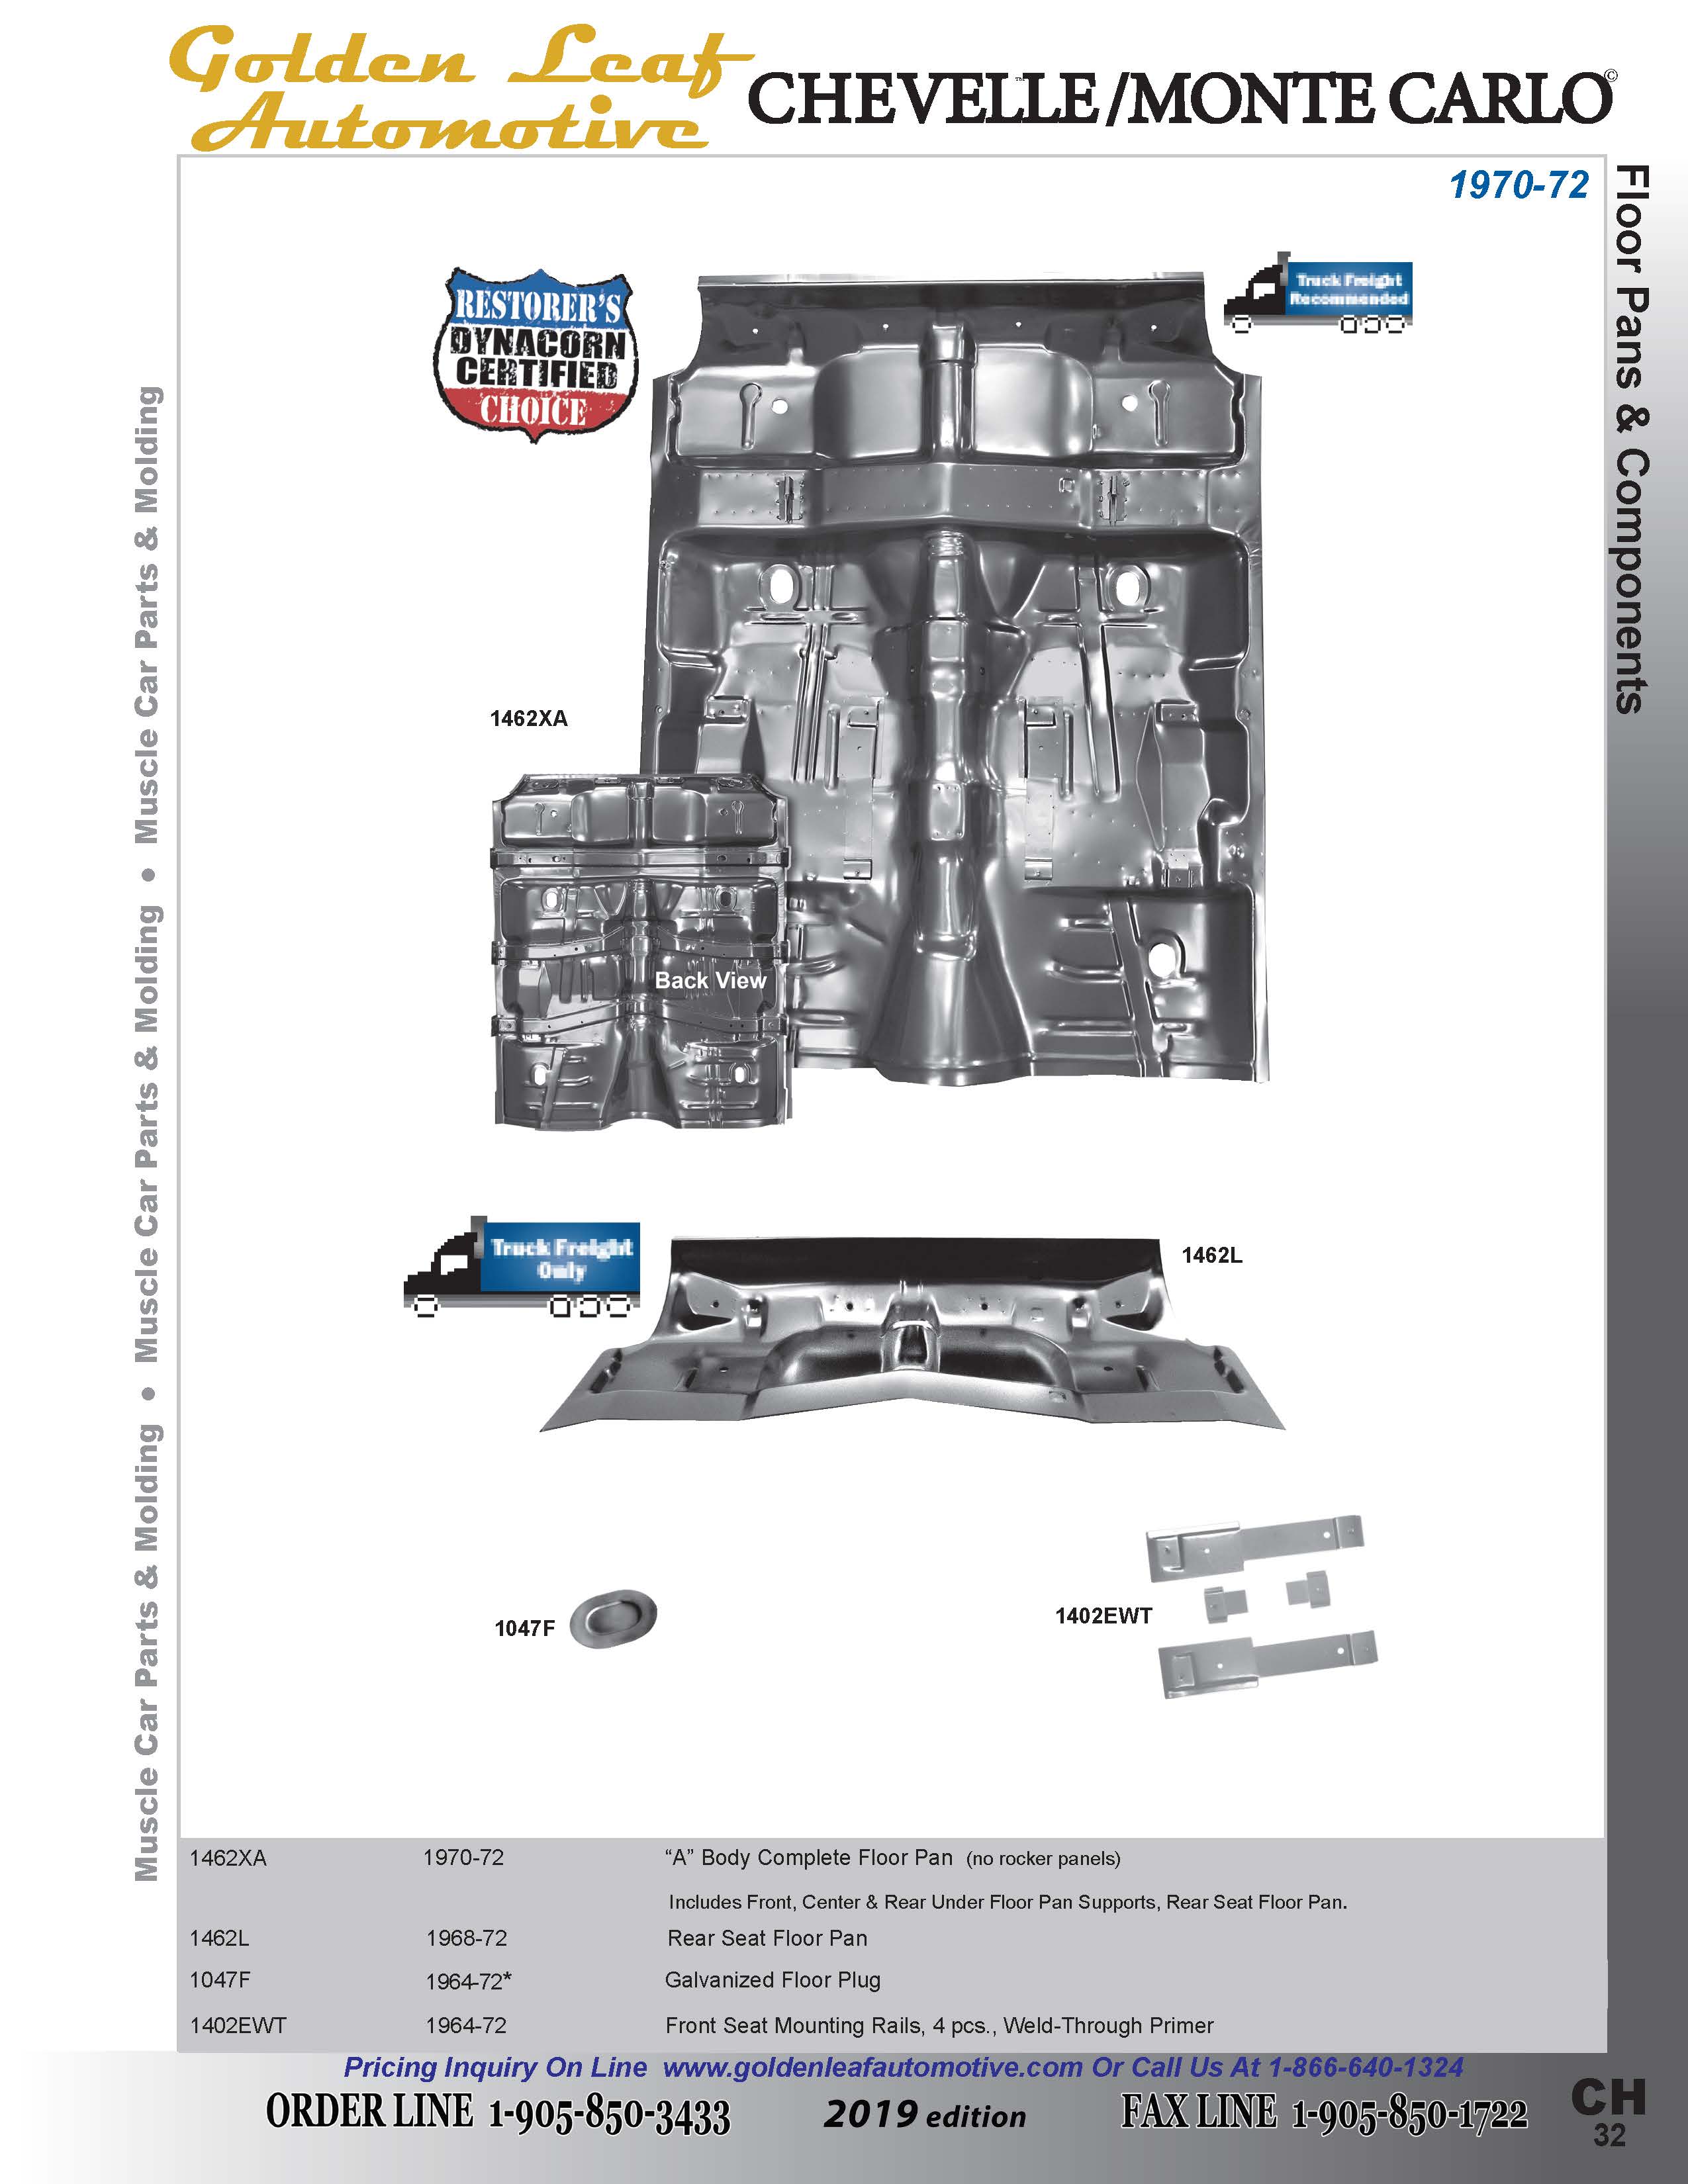 Golden Leaf
Automotive
CHEVELLE™/MONTE CARLO©
1970-72
Floor Pans & Components
RESTORER'S
DYNACORN
CERTIFIED
CHOICE
Truck Freight
Recommended
1462XA
Back View
Truck Freight
Only
1462L
1047F
1402EWT
Muscle Car Parts & Molding • Muscle Car Parts & Molding • Muscle Car Parts & Molding
1462XA 1970-72 “A” Body Complete Floor Pan (no rocker panels)
Includes Front, Center & Rear Under Floor Pan Supports, Rear Seat Floor Pan.
1462L 1968-72 Rear Seat Floor Pan
1047F 1964-72* Galvanized Floor Plug
1402EWT 1964-72 Front Seat Mounting Rails, 4 pcs., Weld-Through Primer
Pricing Inquiry On Line www.goldenleafautomotive.com Or Call Us At 1-866-640-1324
ORDER LINE 1-905-850-3433 2019 edition FAX LINE 1-905-850-1722
CH
32